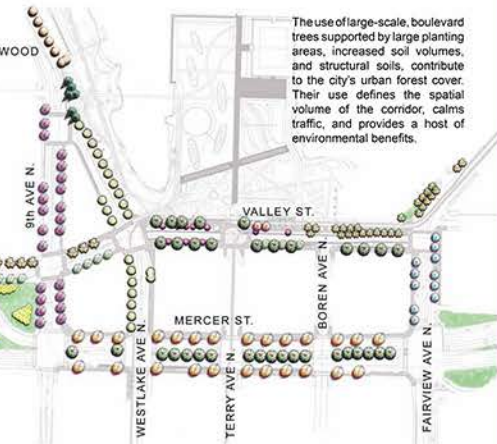 The use of large-scale, boulevard
trees supported by large planting
areas, increased soil volumes,
and structural soils, contribute
to the city's urban forest cover.
Their use defines the spatial
volume of the corridor, calms
traffic, and provides a host of
environmental benefits.
WOOD
9th AVE N.
VALLEY ST.
BOREN AVE N.
MERCER ST.
WESTLAKE AVE N.
TERRY AVE N.
FAIRVIEW AVE N.